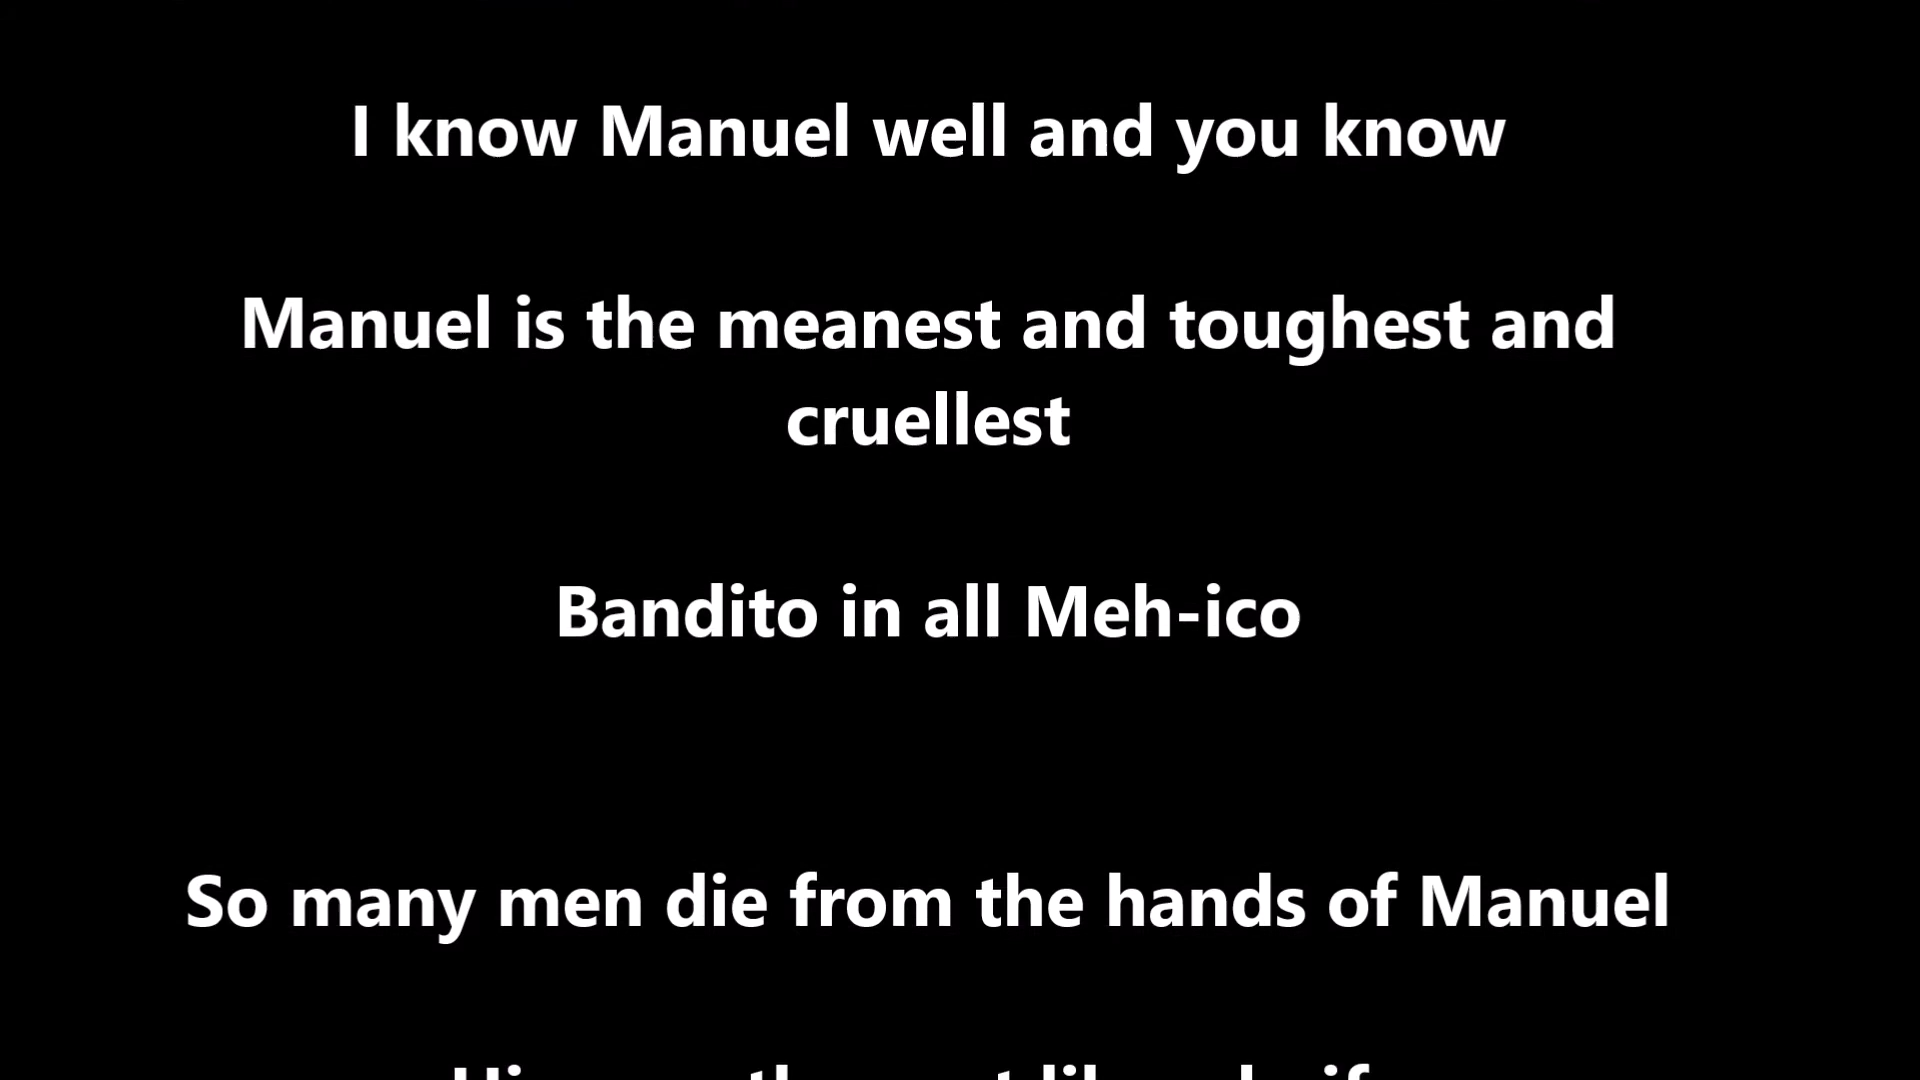 I know Manuel well and you know
Manuel is the meanest and toughest and
cruellest
Bandito in all Meh-ico
So many men die from the hands of Manuel